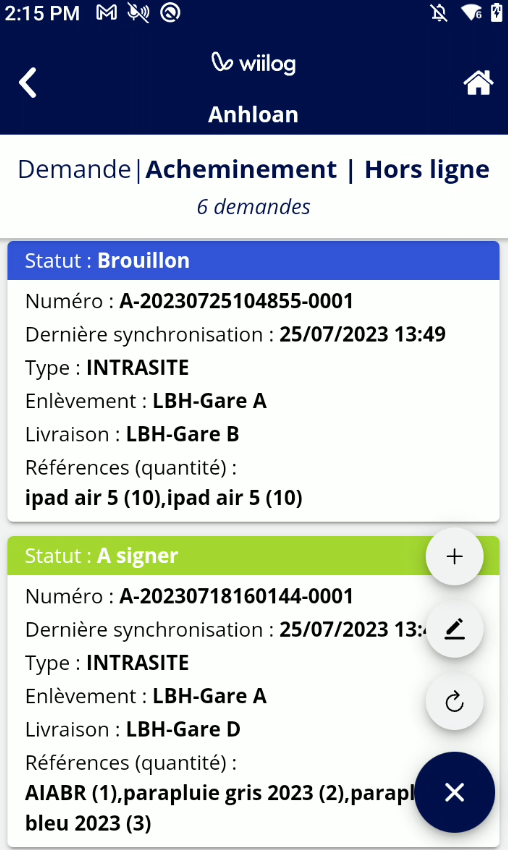 2:15 PM
wiilog
Anhloan
Demande|Acheminement | Hors ligne
6 demandes
Statut : Brouillon
Numéro : A-20230725104855-0001
Dernière synchronisation : 25/07/2023 13:49
Type : INTRASITE
Enlèvement : LBH-Gare A
Livraison : LBH-Gare B
Références (quantité) :
ipad air 5 (10),ipad air 5 (10)
Statut : A signer
Numéro : A-20230718160144-0001
Dernière synchronisation : 25/07/2023 13:4
Type : INTRASITE
Enlèvement : LBH-Gare A
Livraison : LBH-Gare D
Références (quantité) :
AIABR (1),parapluie gris 2023 (2),parapl
bleu 2023 (3)